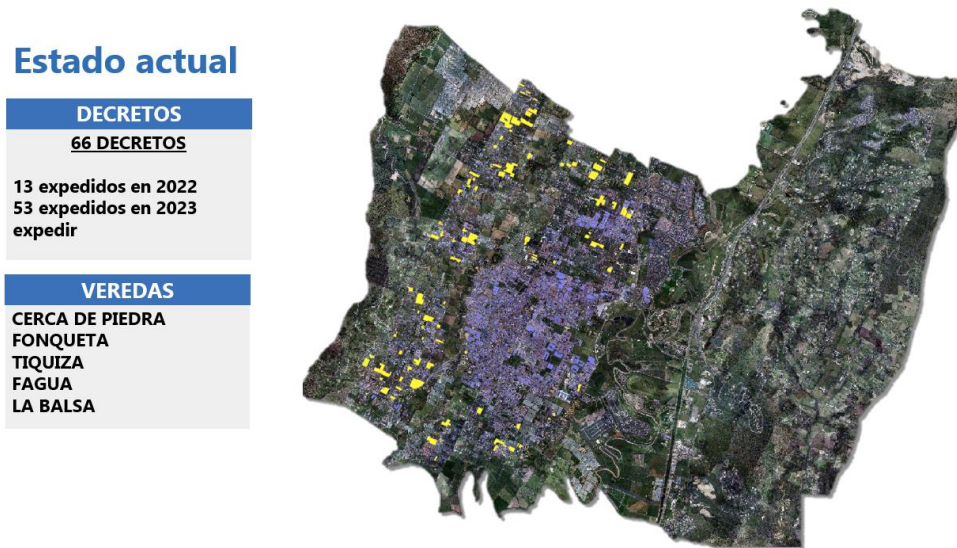 Estado actual
DECRETOS
66 DECRETOS
13 expedidos en 2022
53 expedidos en 2023
expedir
VEREDAS
CERCA DE PIEDRA
FONQUETA
TIQUIZA
FAGUA
LA BALSA